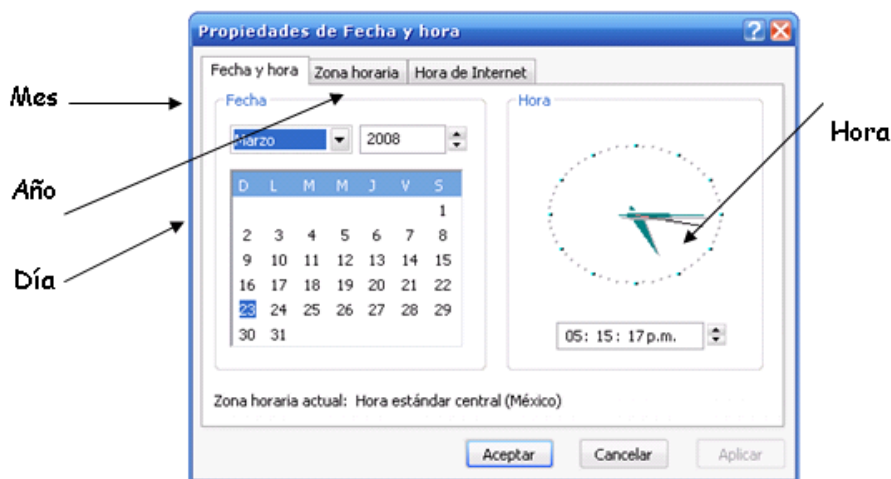 Propiedades de Fecha y hora
Fecha y hora Zona horaria Hora de Internet
Mes
Fecha
Hora
Hora
Marzo 2008
Año
D L M M J V S
1
2 3 4 5 6 7 8
9 10 11 12 13 14 15
Día
16 17 18 19 20 21 22
23 24 25 26 27 28 29
30 31
05: 15: 17 p.m.
Zona horaria actual: Hora estándar central (México)
Aceptar Cancelar Aplicar